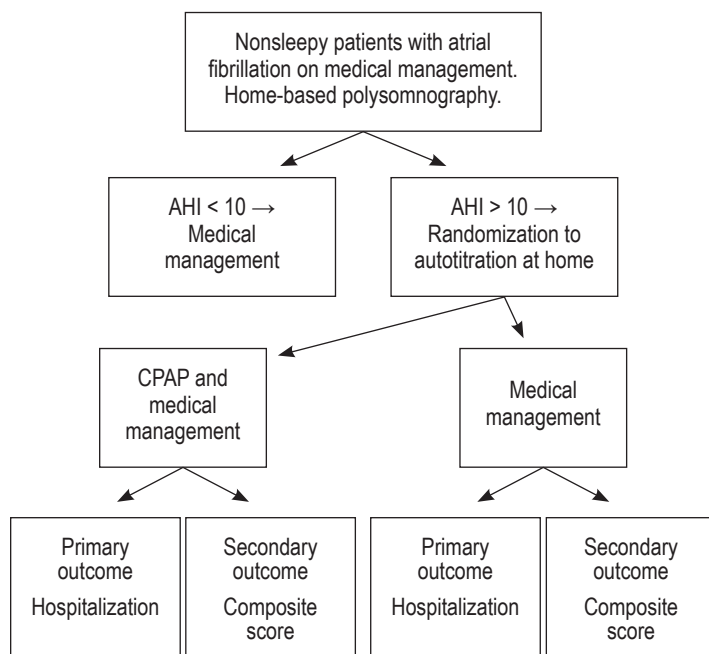 Nonsleepy patients with atrial
fibrillation on medical management.
Home-based polysomnography.
AHI < 10 →
Medical
management
AHI > 10 →
Randomization to
autotitration at home
CPAP and
medical
management
Medical
management
Primary
outcome
Hospitalization
Secondary
outcome
Composite
score
Primary
outcome
Hospitalization
Secondary
outcome
Composite
score